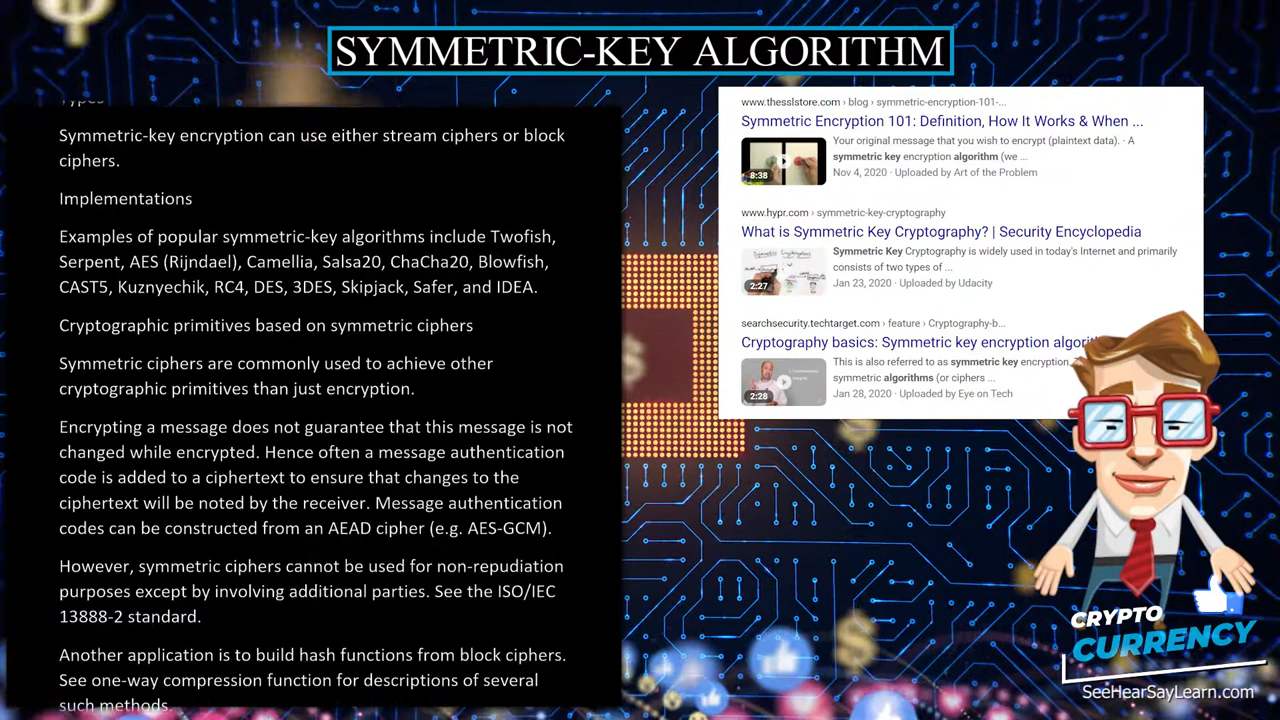 SYMMETRIC-KEY ALGORITHM
Types
Symmetric-key encryption can use either stream ciphers or block
ciphers.
Implementations
Examples of popular symmetric-key algorithms include Twofish,
Serpent, AES (Rijndael), Camellia, Salsa20, ChaCha20, Blowfish,
CAST5, Kuznyechik, RC4, DES, 3DES, Skipjack, Safer, and IDEA.
Cryptographic primitives based on symmetric ciphers
Symmetric ciphers are commonly used to achieve other
cryptographic primitives than just encryption.
Encrypting a message does not guarantee that this message is not
changed while encrypted. Hence often a message authentication
code is added to a ciphertext to ensure that changes to the
ciphertext will be noted by the receiver. Message authentication
codes can be constructed from an AEAD cipher (e.g. AES-GCM).
However, symmetric ciphers cannot be used for non-repudiation
purposes except by involving additional parties. See the ISO/IEC
13888-2 standard.
Another application is to build hash functions from block ciphers.
See one-way compression function for descriptions of several
such methods.
www.thesslstore.com › blog › symmetric-encryption-101-...
Symmetric Encryption 101: Definition, How It Works & When ...
Your original message that you wish to encrypt (plaintext data). · A
symmetric key encryption algorithm (we ...
8:38
Nov 4, 2020 · Uploaded by Art of the Problem
www.hypr.com › symmetric-key-cryptography
What is Symmetric Key Cryptography? | Security Encyclopedia
Symmetric Key Cryptography is widely used in today's Internet and primarily
consists of two types of ...
2:27
Jan 23, 2020 · Uploaded by Udacity
searchsecurity.techtarget.com › feature › Cryptography-b...
Cryptography basics: Symmetric key encryption
This is also referred to as symmetric key encryption.
symmetric algorithms (or ciphers ...
2:28
Jan 28, 2020 · Uploaded by Eye on Tech
CRYPTO
CURRENCY
SeeHearSayLearn.com